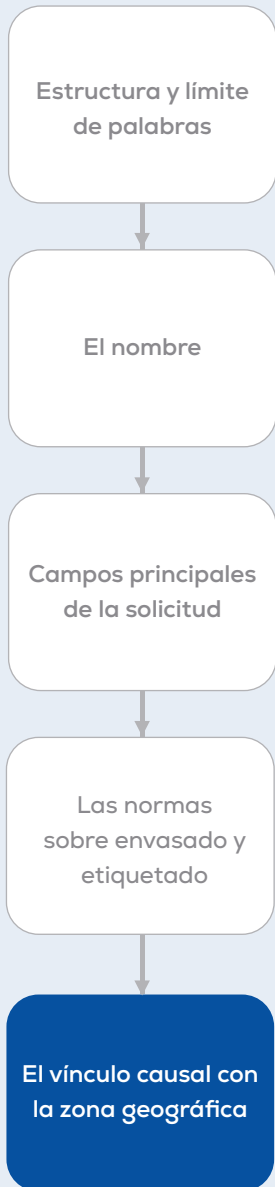 Estructura y límite
de palabras
El nombre
Campos principales
de la solicitud
Las normas
sobre envasado y
etiquetado
El vínculo causal con
la zona geográfica